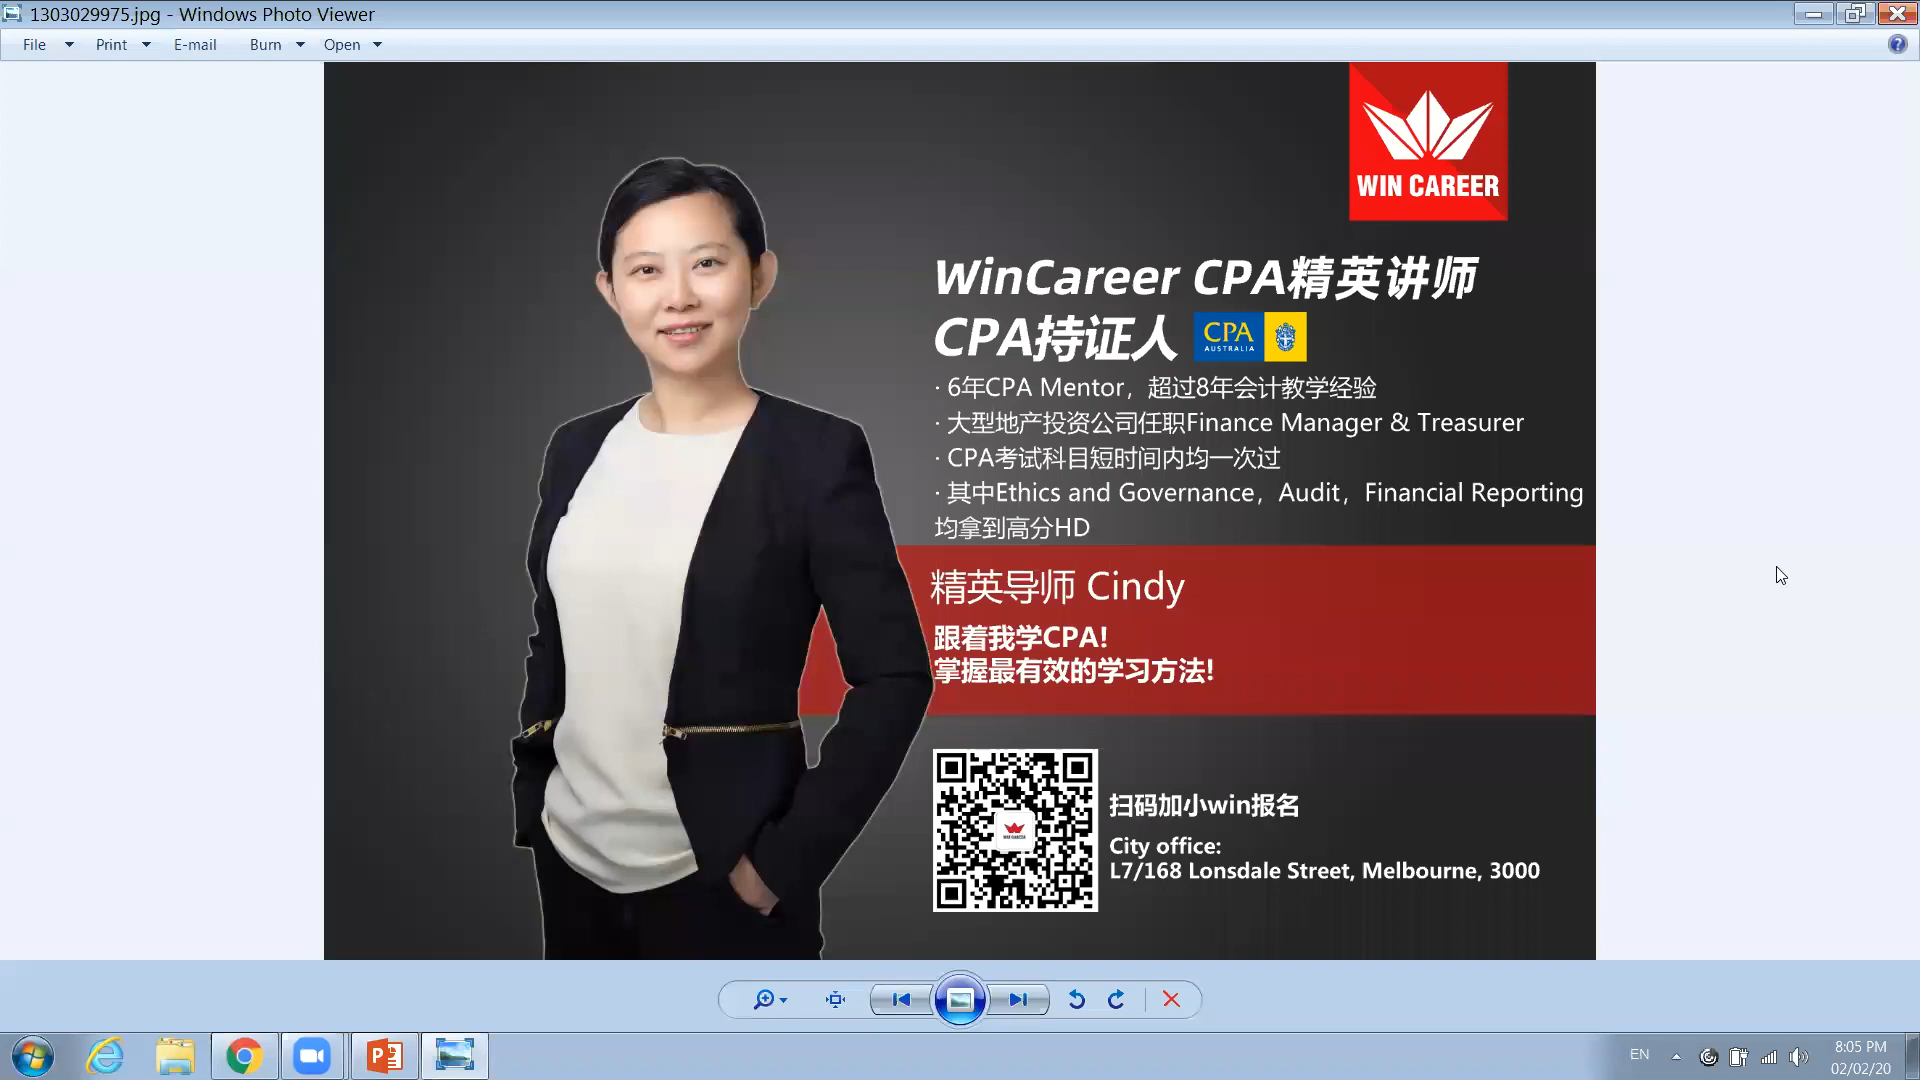 1303029975.jpg - Windows Photo Viewer
File Print E-mail Burn Open
WIN CAREER
WinCareer CPA精英讲师
CPA持证人 CPA AUSTRALIA
· 6年CPA Mentor，超过8年会计教学经验
· 大型地产投资公司任职Finance Manager & Treasurer
· CPA考试科目短时间内均一次过
· 其中Ethics and Governance，Audit，Financial Reporting
均拿到高分HD
精英导师 Cindy
跟着我学CPA!
掌握最有效的学习方法!
扫码加小win报名
City office:
L7/168 Lonsdale Street, Melbourne, 3000
WIN CAREER
EN
8:05 PM
02/02/20